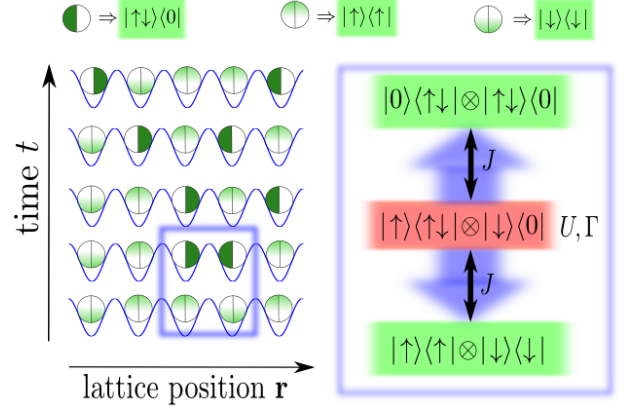 ⇒ |↑↓⟩⟨0| ⇒ |↑⟩⟨↑| ⇒ |↓⟩⟨↓|
time t
lattice position r
|0⟩⟨↑↓|⊗|↑↓⟩⟨0|
J
|↑⟩⟨↑↓|⊗|↓⟩⟨0| U, Γ
J
|↑⟩⟨↑|⊗|↓⟩⟨↓|